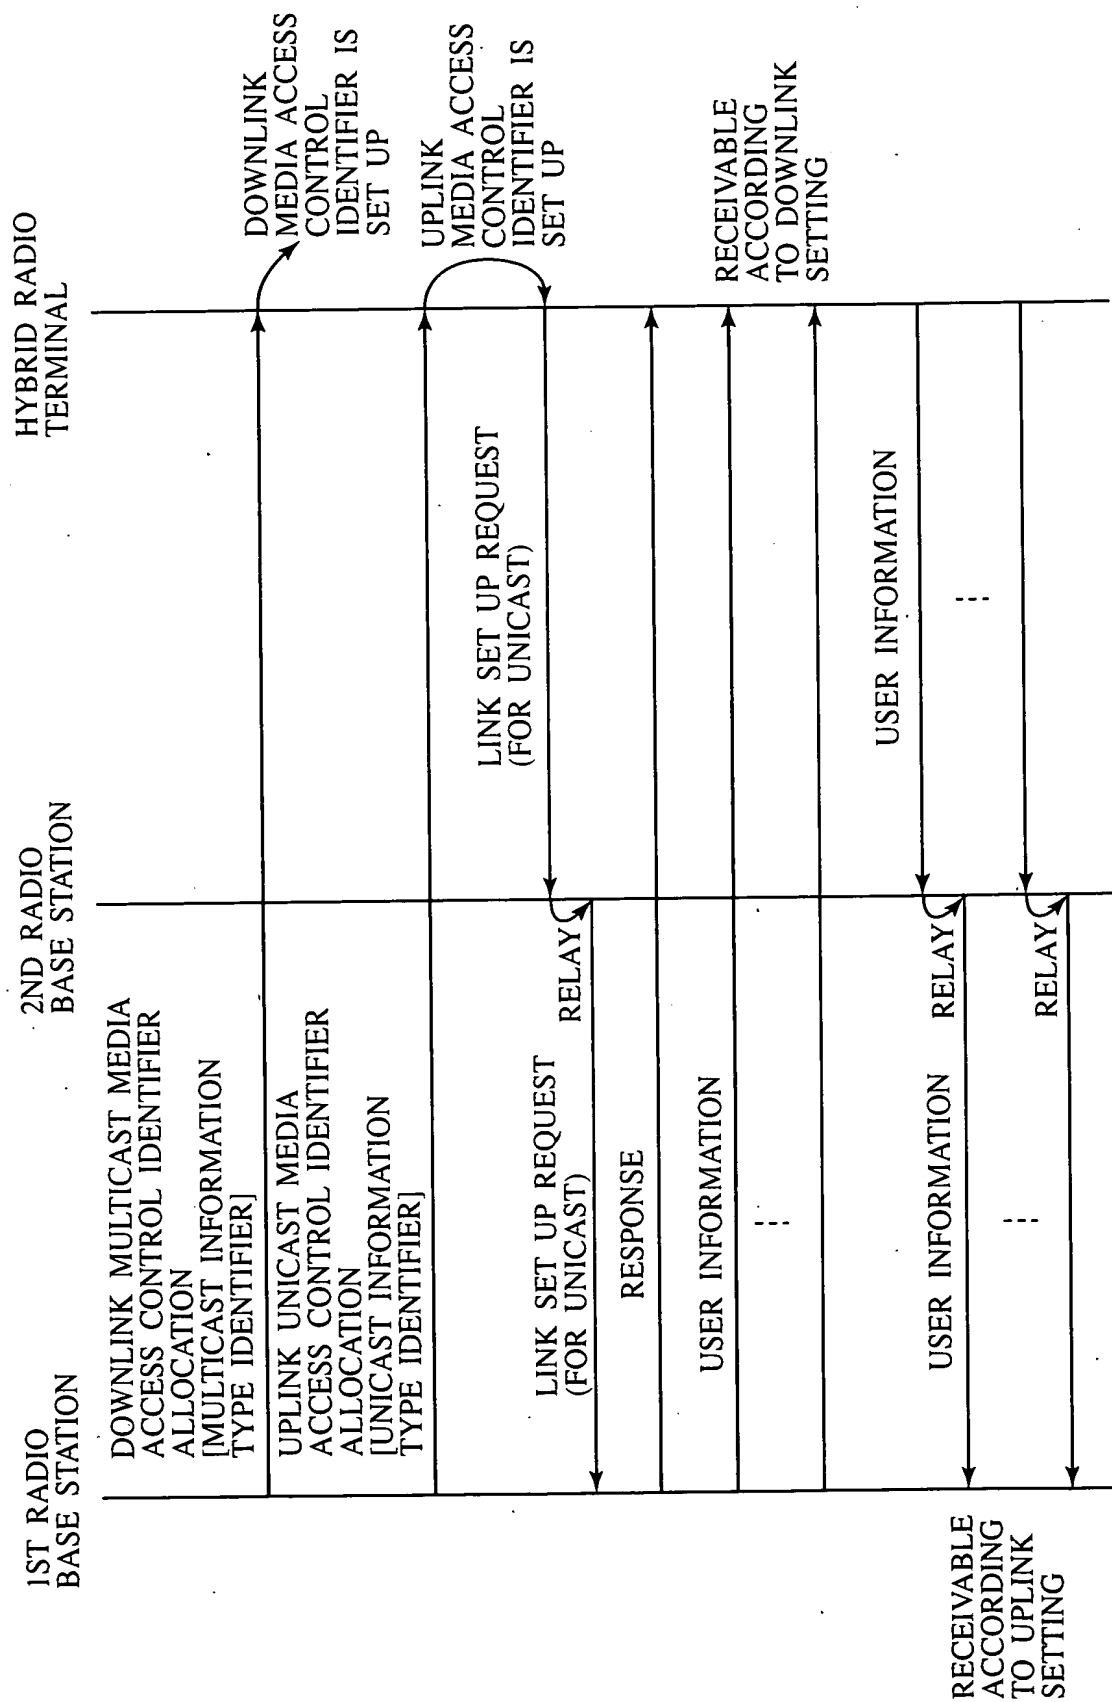 1ST RADIO
BASE STATION
2ND RADIO
BASE STATION
HYBRID RADIO
TERMINAL
DOWNLINK MULTICAST MEDIA
ACCESS CONTROL IDENTIFIER
ALLOCATION
[MULTICAST INFORMATION
TYPE IDENTIFIER]
DOWNLINK
MEDIA ACCESS
CONTROL
IDENTIFIER IS
SET UP
UPLINK UNICAST MEDIA
ACCESS CONTROL IDENTIFIER
ALLOCATION
[UNICAST INFORMATION
TYPE IDENTIFIER]
UPLINK
MEDIA ACCESS
CONTROL
IDENTIFIER IS
SET UP
LINK SET UP REQUEST
(FOR UNICAST)
RELAY
LINK SET UP REQUEST
(FOR UNICAST)
RESPONSE
USER INFORMATION
---
RECEIVABLE
ACCORDING
TO DOWNLINK
SETTING
USER INFORMATION
---
RELAY
USER INFORMATION
---
RELAY
RECEIVABLE
ACCORDING
TO UPLINK
SETTING